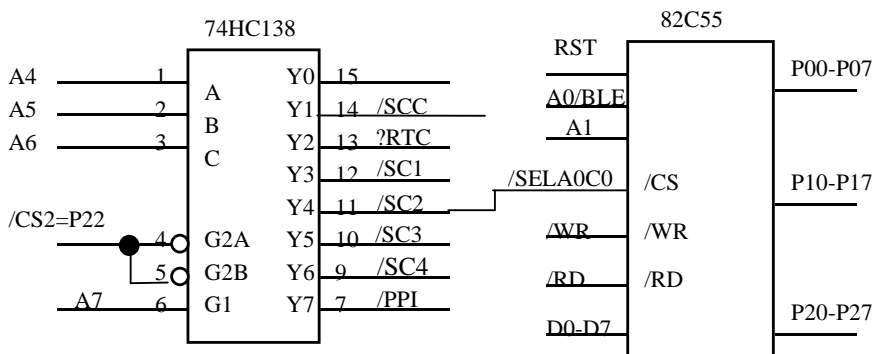 74HC138
82C55
A4 1 A Y0 15
A5 2 B Y1 14 /SCC
A6 3 C Y2 13 ?RTC
Y3 12 /SC1
Y4 11 /SC2
/CS2=P22 4 G2A Y5 10 /SC3
5 G2B Y6 9 /SC4
A7 6 G1 Y7 7 /PPI
RST P00-P07
A0/BLE
A1
/SELA0C0 /CS P10-P17
/WR /WR
/RD /RD
D0-D7 P20-P27